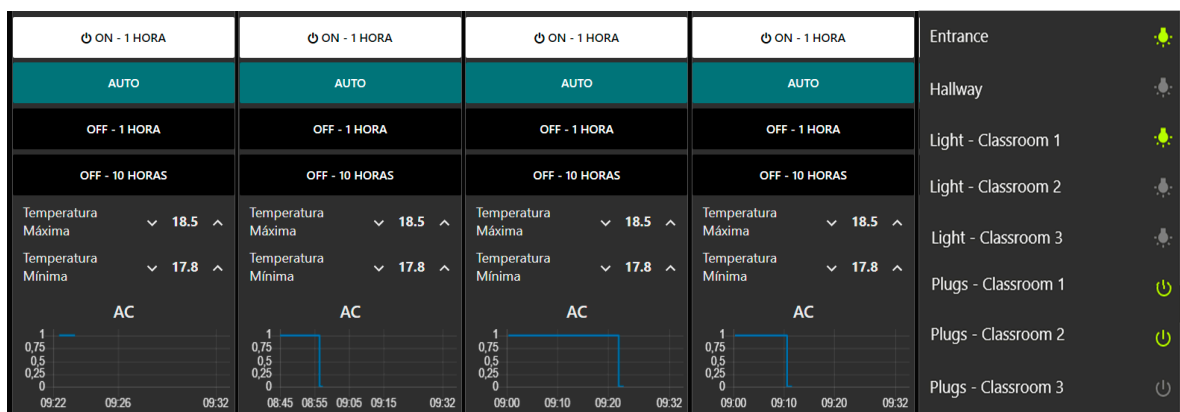 ON - 1 HORA
AUTO
OFF - 1 HORA
OFF - 10 HORAS
Temperatura
Máxima
18.5
Temperatura
Mínima
17.8
AC
1
0,75
0,5
0,25
0
09:22 09:26 09:32
ON - 1 HORA
AUTO
OFF - 1 HORA
OFF - 10 HORAS
Temperatura
Máxima
18.5
Temperatura
Mínima
17.8
AC
1
0,75
0,5
0,25
0
08:45 08:55 09:05 09:15 09:32
ON - 1 HORA
AUTO
OFF - 1 HORA
OFF - 10 HORAS
Temperatura
Máxima
18.5
Temperatura
Mínima
17.8
AC
1
0,75
0,5
0,25
0
09:00 09:10 09:20 09:32
ON - 1 HORA
AUTO
OFF - 1 HORA
OFF - 10 HORAS
Temperatura
Máxima
18.5
Temperatura
Mínima
17.8
AC
1
0,75
0,5
0,25
0
09:00 09:10 09:20 09:32
Entrance
Hallway
Light - Classroom 1
Light - Classroom 2
Light - Classroom 3
Plugs - Classroom 1
Plugs - Classroom 2
Plugs - Classroom 3